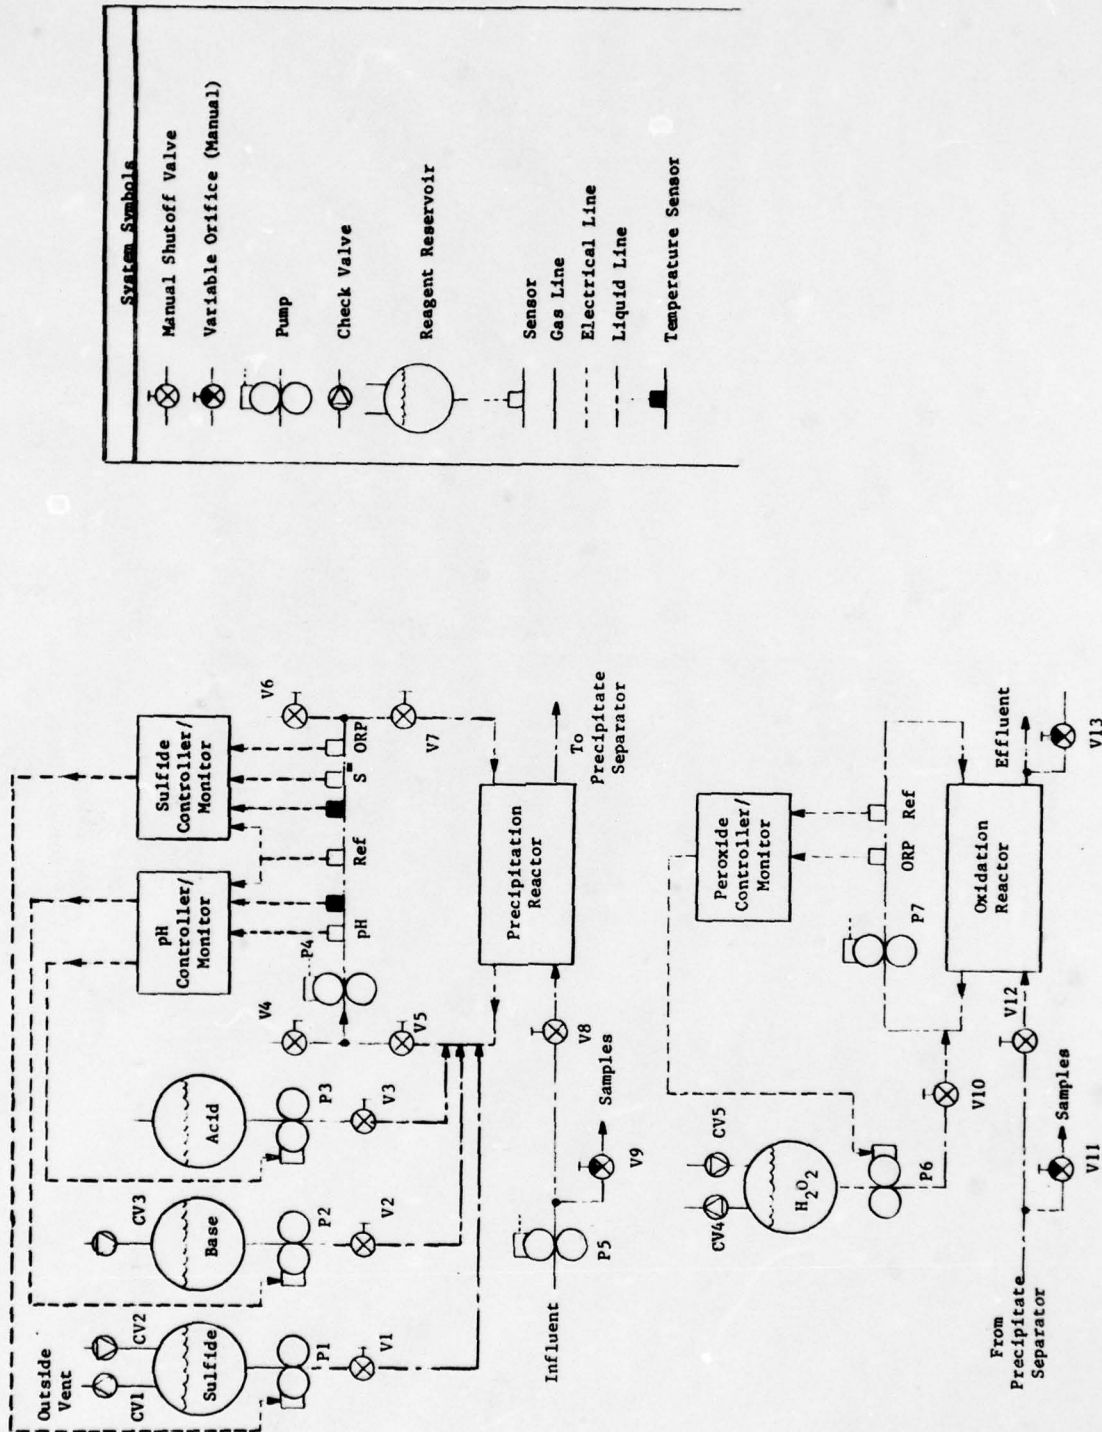 System Symbols
Manual Shutoff Valve
Variable Orifice (Manual)
Pump
Check Valve
Reagent Reservoir
Sensor
Gas Line
Electrical Line
Liquid Line
Temperature Sensor
Outside
Vent
CV1
CV2
CV3
Sulfide
Base
Acid
P1
P2
P3
V1
V2
V3
pH
Controller/
Monitor
Sulfide
Controller/
Monitor
V4
P4
pH
Ref
S=
ORP
V6
V5
V7
Precipitation
Reactor
To
Precipitate
Separator
Influent
P5
V9
Samples
V8
Peroxide
Controller/
Monitor
CV4
CV5
H2O2
P6
V10
P7
ORP
Ref
Oxidation
Reactor
Effluent
V13
From
Precipitate
Separator
V11
Samples
V12